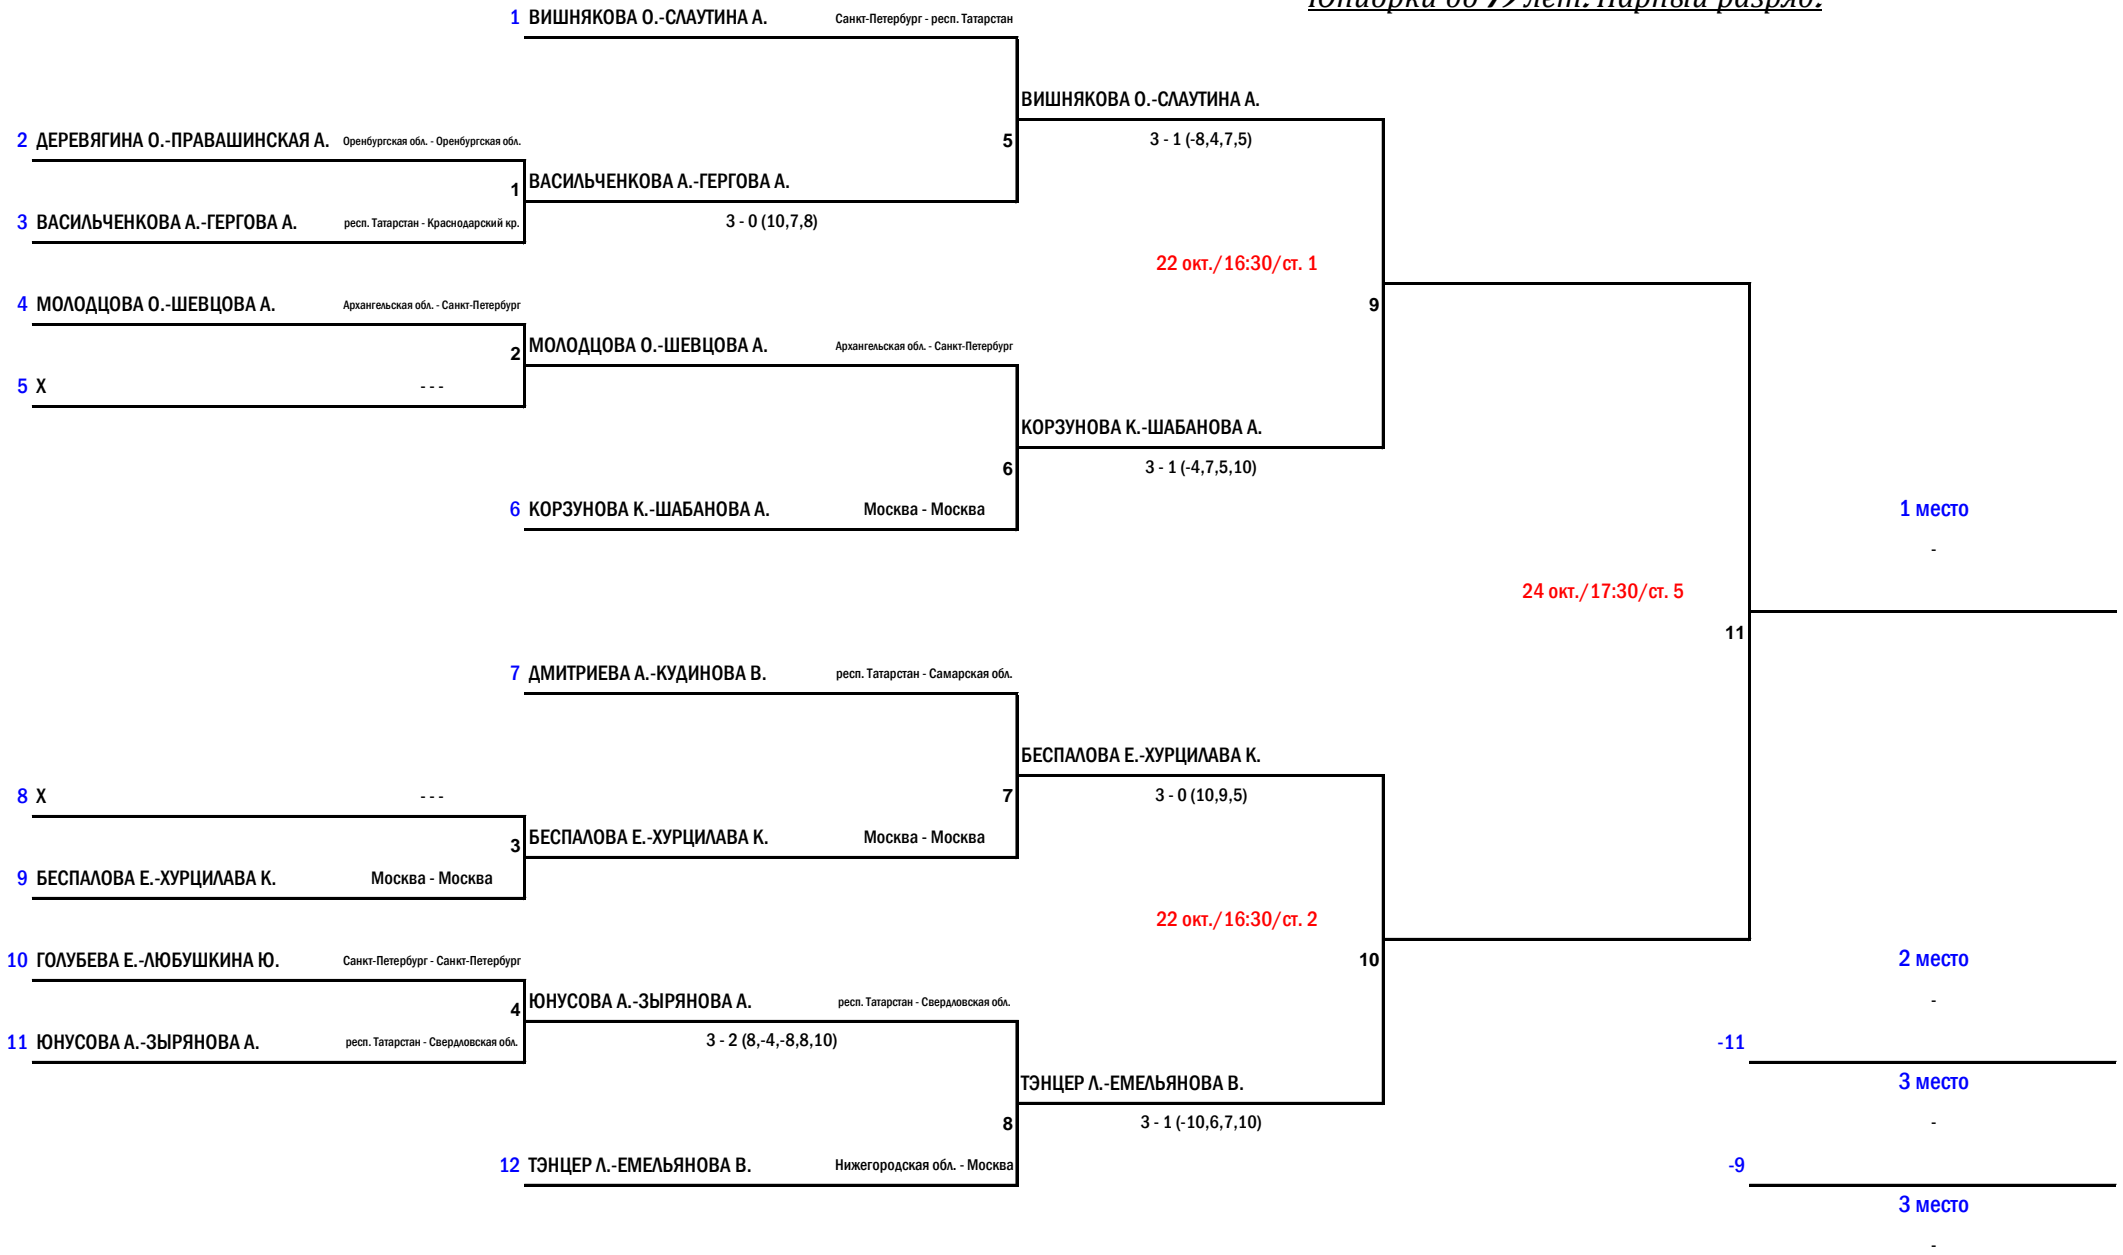 Юниорки до 19 лет. Парный разряд.
1 ВИШНЯКОВА О.-СЛАУТИНА А. Санкт-Петербург - респ. Татарстан
ВИШНЯКОВА О.-СЛАУТИНА А.
2 ДЕРЕВЯГИНА О.-ПРАВАШИНСКАЯ А. Оренбургская обл. - Оренбургская обл.
5
3 - 1 (-8,4,7,5)
1
ВАСИЛЬЧЕНКОВА А.-ГЕРГОВА А.
3 ВАСИЛЬЧЕНКОВА А.-ГЕРГОВА А. респ. Татарстан - Краснодарский кр.
3 - 0 (10,7,8)
22 окт./16:30/ст. 1
4 МОЛОДЦОВА О.-ШЕВЦОВА А. Архангельская обл. - Санкт-Петербург
9
2
МОЛОДЦОВА О.-ШЕВЦОВА А. Архангельская обл. - Санкт-Петербург
5 X - - -
КОРЗУНОВА К.-ШАБАНОВА А.
6
3 - 1 (-4,7,5,10)
6 КОРЗУНОВА К.-ШАБАНОВА А. Москва - Москва
1 место
-
24 окт./17:30/ст. 5
11
7 ДМИТРИЕВА А.-КУДИНОВА В. респ. Татарстан - Самарская обл.
БЕСПАЛОВА Е.-ХУРЦИЛАВА К.
8 X - - -
7
3 - 0 (10,9,5)
3
БЕСПАЛОВА Е.-ХУРЦИЛАВА К. Москва - Москва
9 БЕСПАЛОВА Е.-ХУРЦИЛАВА К. Москва - Москва
22 окт./16:30/ст. 2
10 ГОЛУБЕВА Е.-ЛЮБУШКИНА Ю. Санкт-Петербург - Санкт-Петербург
10
2 место
4
ЮНУСОВА А.-ЗЫРЯНОВА А. респ. Татарстан - Свердловская обл.
-
11 ЮНУСОВА А.-ЗЫРЯНОВА А. респ. Татарстан - Свердловская обл.
3 - 2 (8,-4,-8,8,10)
-11
ТЭНЦЕР Л.-ЕМЕЛЬЯНОВА В.
3 место
8
3 - 1 (-10,6,7,10)
-
12 ТЭНЦЕР Л.-ЕМЕЛЬЯНОВА В. Нижегородская обл. - Москва
-9
3 место
-